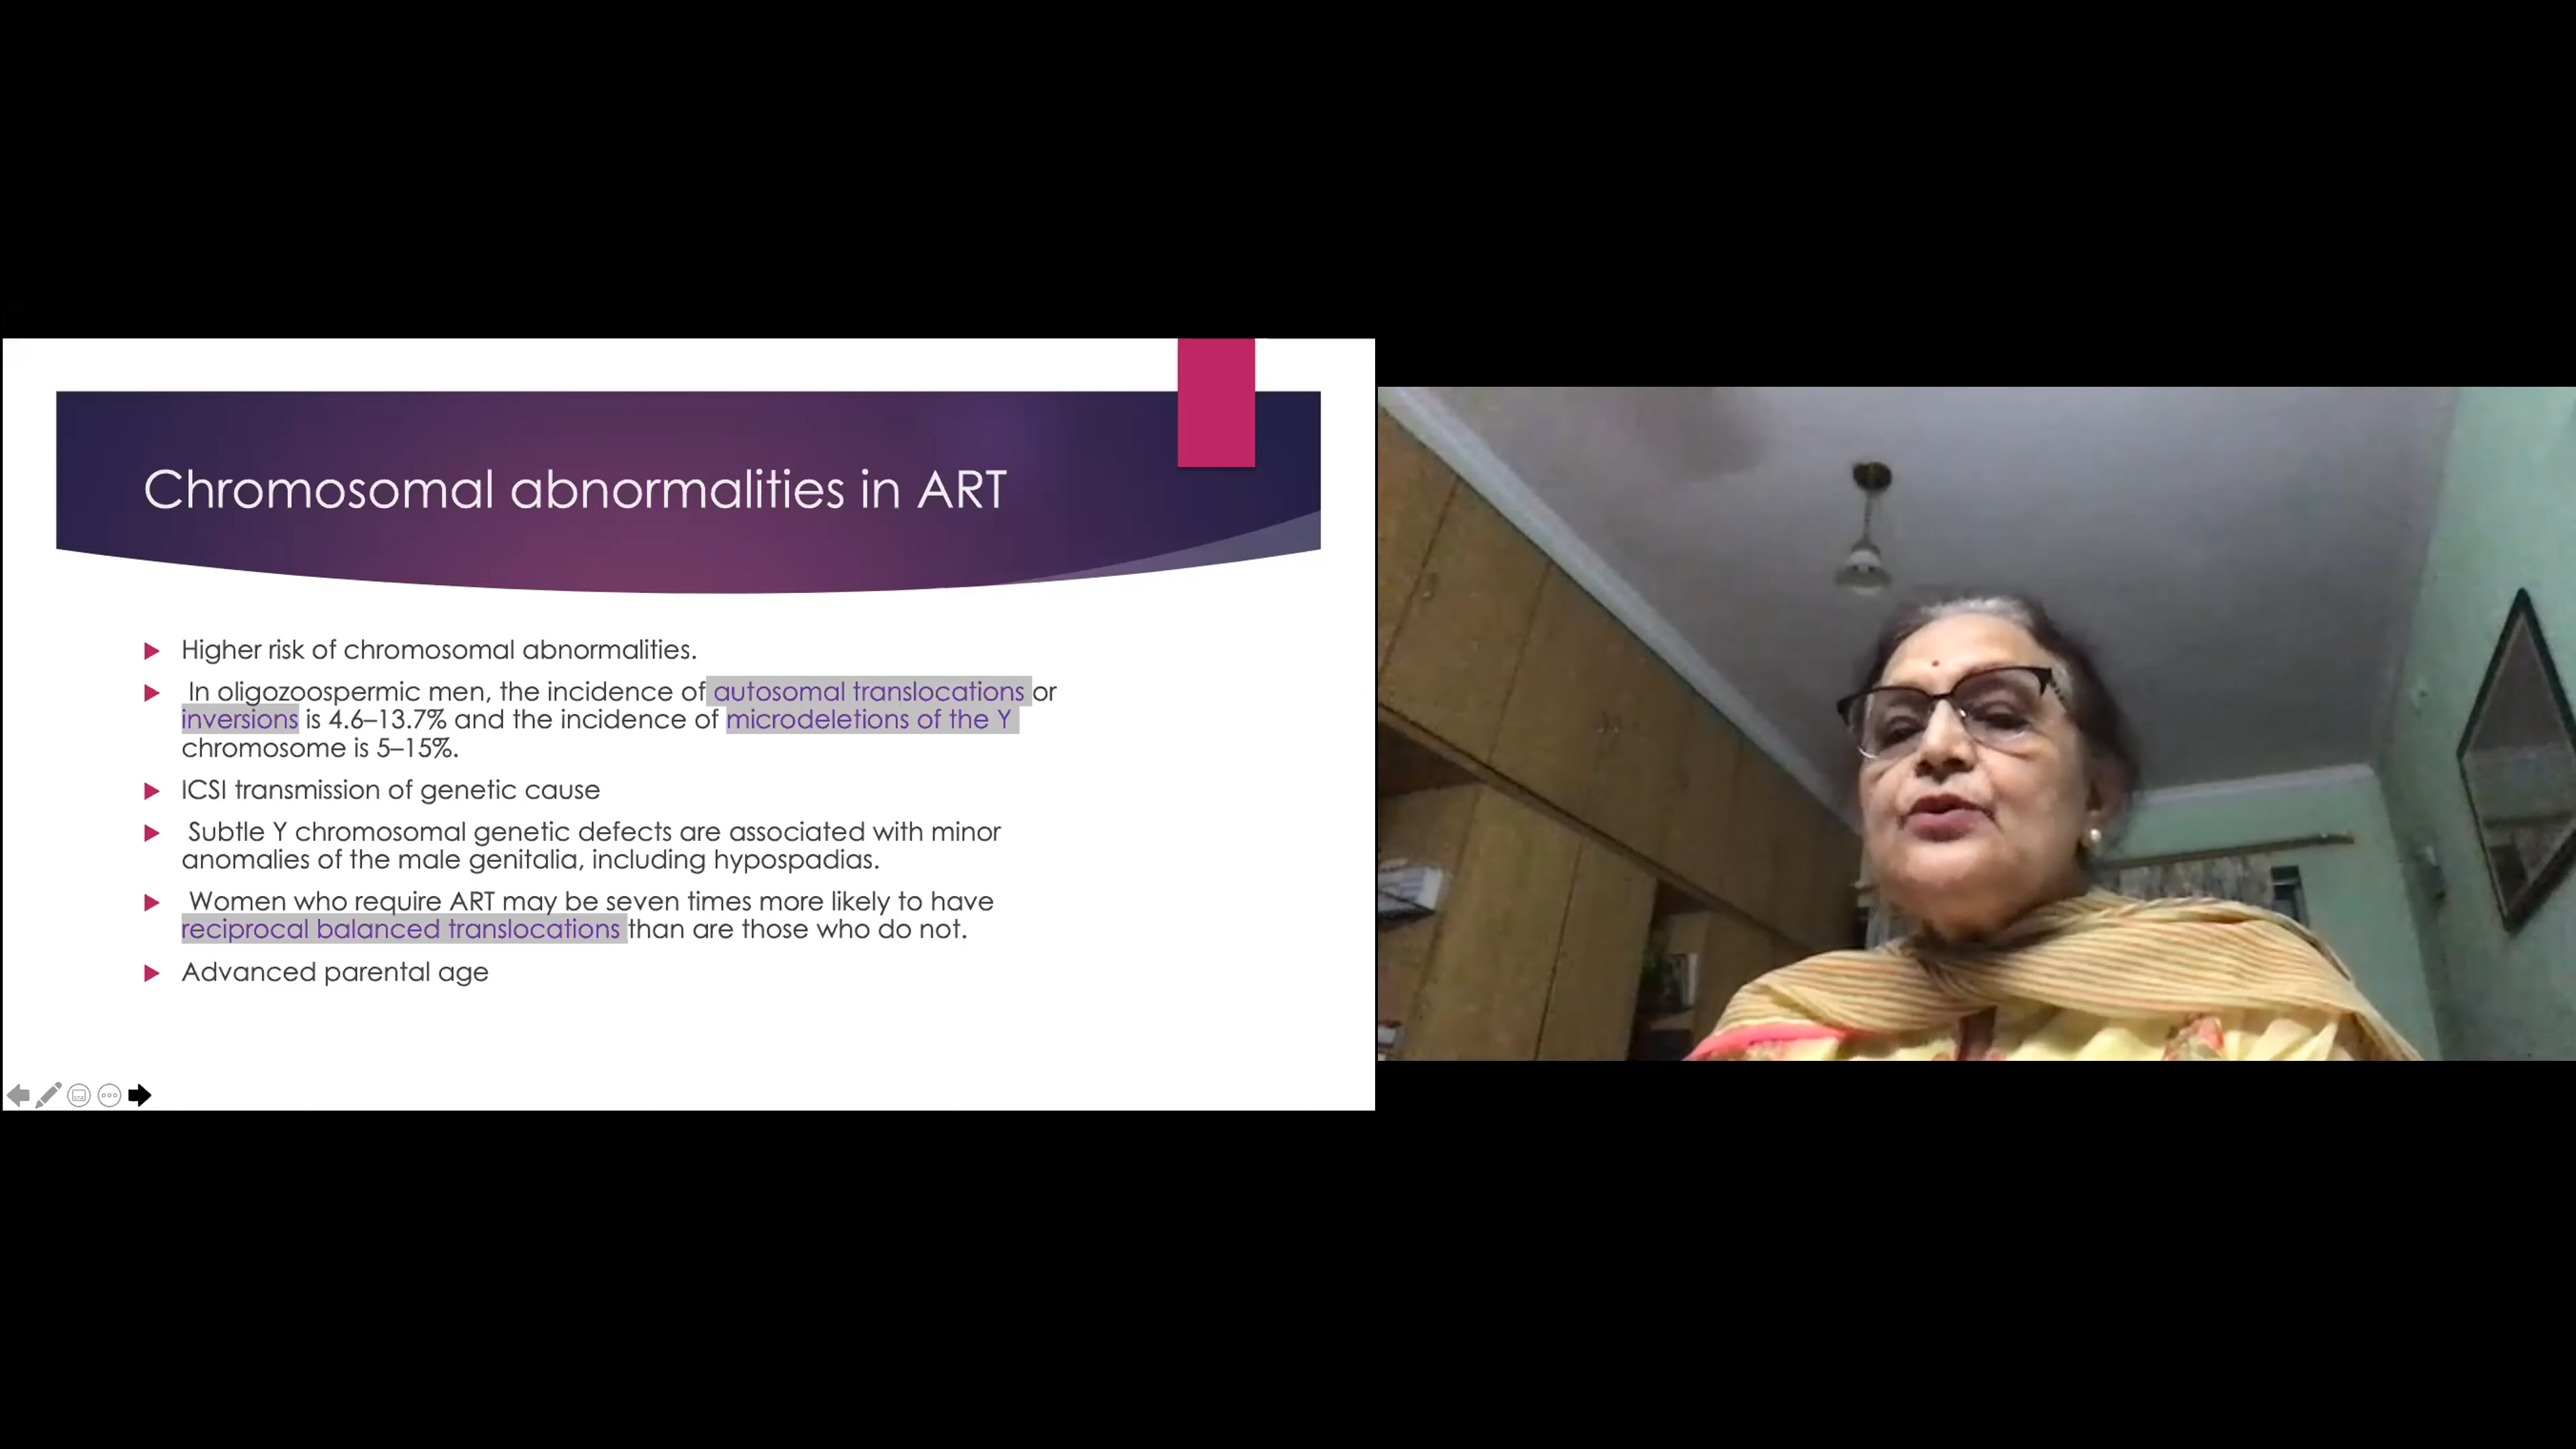 Chromosomal abnormalities in ART
Higher risk of chromosomal abnormalities.
In oligozoospermic men, the incidence of autosomal translocations or
inversions is 4.6–13.7% and the incidence of microdeletions of the Y
chromosome is 5–15%.
ICSI transmission of genetic cause
Subtle Y chromosomal genetic defects are associated with minor
anomalies of the male genitalia, including hypospadias.
Women who require ART may be seven times more likely to have
reciprocal balanced translocations than are those who do not.
Advanced parental age